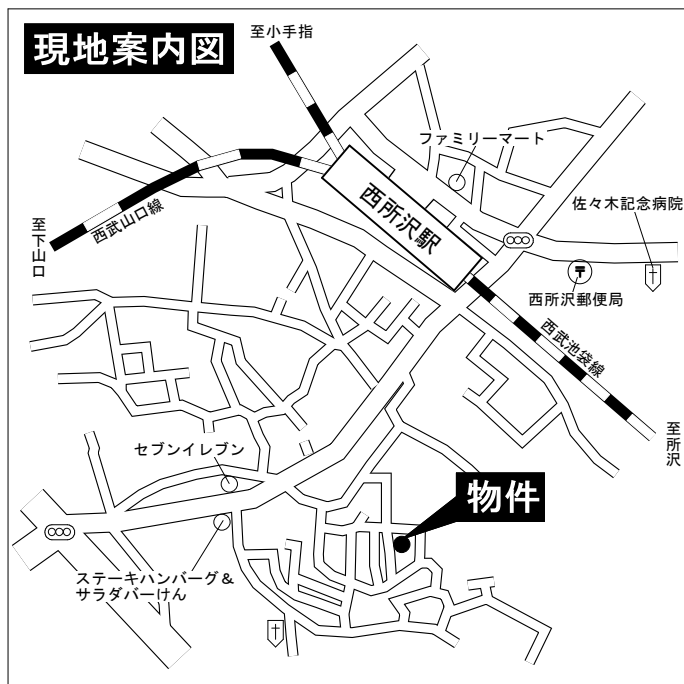 現地案内図
至小手指
ファミリーマート
佐々木記念病院
西所沢駅
西武山口線
至下山口
〒
西所沢郵便局
西武池袋線
至所沢
セブンイレブン
物件
ステーキハンバーグ＆
サラダバーけん